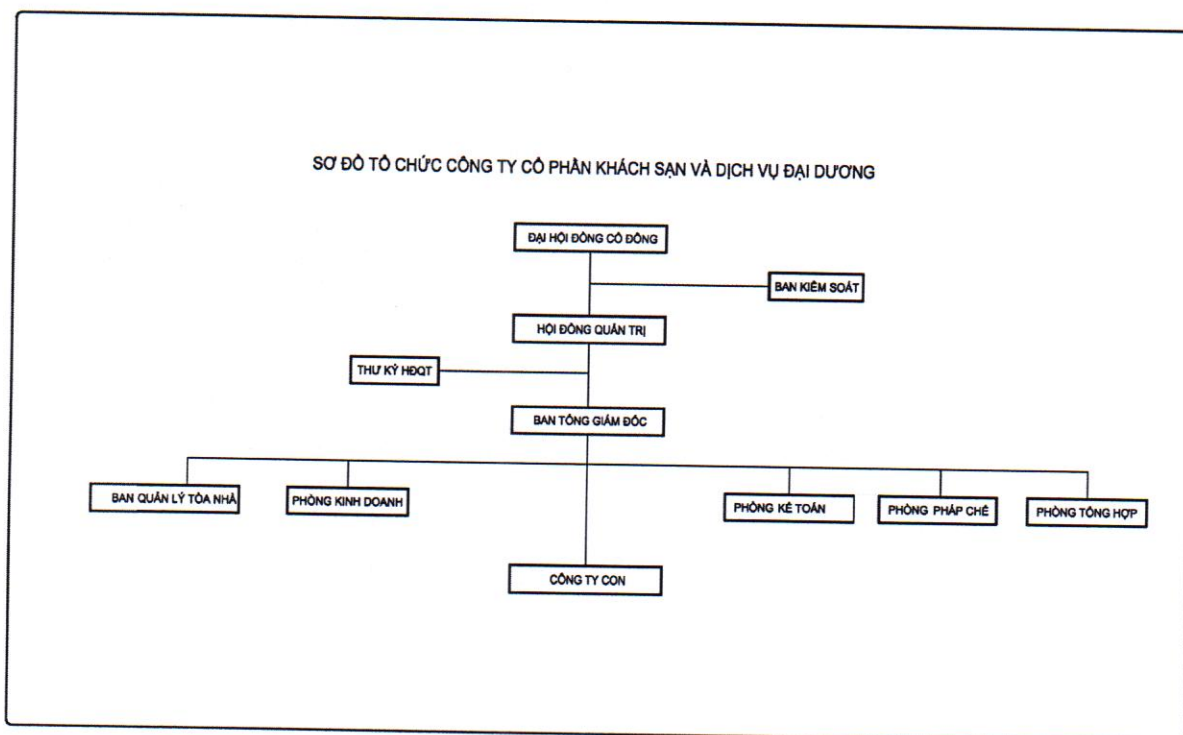 SƠ ĐỒ TỔ CHỨC CÔNG TY CỔ PHẦN KHÁCH SẠN VÀ DỊCH VỤ ĐẠI DƯƠNG
ĐẠI HỘI ĐỒNG CỔ ĐÔNG
BAN KIỂM SOÁT
HỘI ĐỒNG QUẢN TRỊ
THƯ KÝ HĐQT
BAN TỔNG GIÁM ĐỐC
BAN QUẢN LÝ TÒA NHÀ
PHÒNG KINH DOANH
PHÒNG KẾ TOÁN
PHÒNG PHÁP CHẾ
PHÒNG TỔNG HỢP
CÔNG TY CON